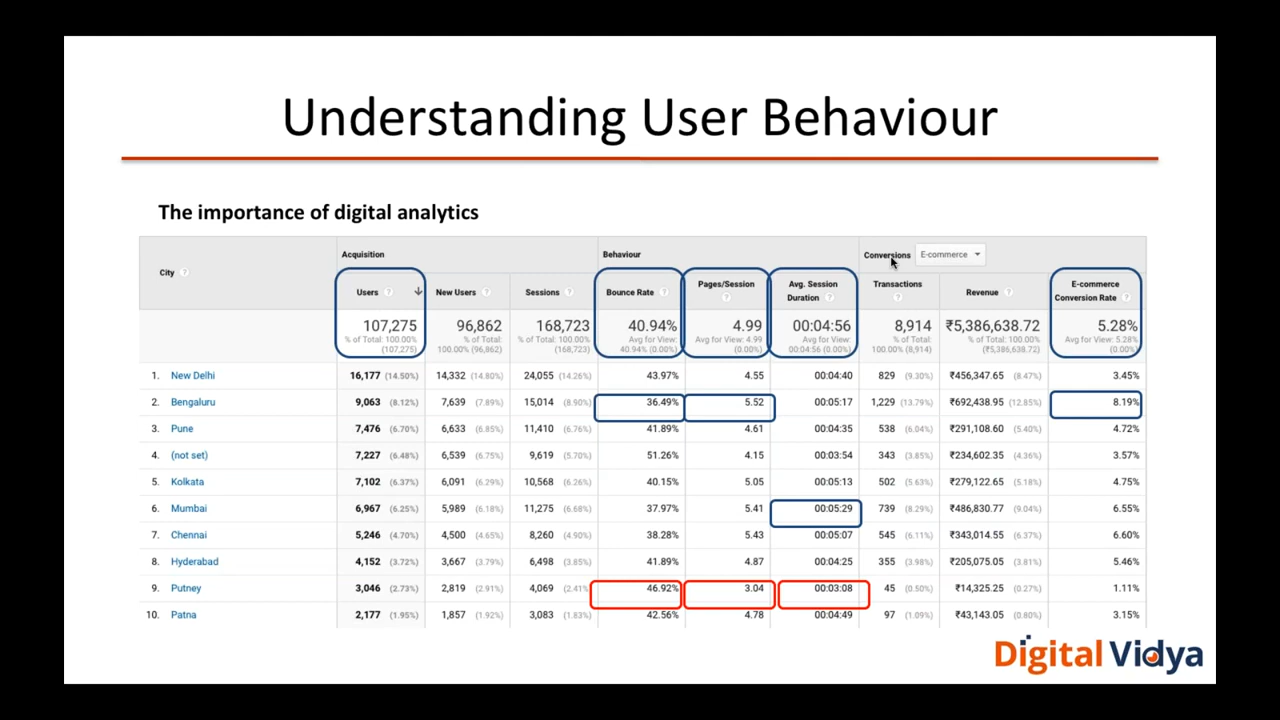 Understanding User Behaviour
The importance of digital analytics
City ? Acquisition Behaviour Conversions E-commerce
Users ? New Users ? Sessions ? Bounce Rate ? Pages/Session ? Avg. Session Duration ? Transactions ? Revenue ? E-commerce Conversion Rate ?
107,275 96,862 168,723 40.94% 4.99 00:04:56 8,914 ₹5,386,638.72 5.28%
% of Total: 100.00% (107,275) % of Total: 100.00% (96,862) % of Total: 100.00% (168,723) Avg for View: 40.94% (0.00%) Avg for View: 4.99 (0.00%) Avg for View: 00:04:56 (0.00%) % of Total: 100.00% (8,914) % of Total: 100.00% (₹5,386,638.72) Avg for View: 5.28% (0.00%)
1. New Delhi 16,177 (14.50%) 14,332 (14.80%) 24,055 (14.26%) 43.97% 4.55 00:04:40 829 (9.30%) ₹456,347.65 (8.47%) 3.45%
2. Bengaluru 9,063 (8.12%) 7,639 (7.89%) 15,014 (8.90%) 36.49% 5.52 00:05:17 1,229 (13.79%) ₹692,438.95 (12.85%) 8.19%
3. Pune 7,476 (6.70%) 6,633 (6.85%) 11,410 (6.76%) 41.89% 4.61 00:04:35 538 (6.04%) ₹291,108.60 (5.40%) 4.72%
4. (not set) 7,227 (6.48%) 6,539 (6.75%) 9,619 (5.70%) 51.26% 4.15 00:03:54 343 (3.85%) ₹234,602.35 (4.36%) 3.57%
5. Kolkata 7,102 (6.37%) 6,091 (6.29%) 10,568 (6.26%) 40.15% 5.05 00:05:13 502 (5.63%) ₹279,122.65 (5.18%) 4.75%
6. Mumbai 6,967 (6.25%) 5,989 (6.18%) 11,275 (6.68%) 37.97% 5.41 00:05:29 739 (8.29%) ₹486,830.77 (9.04%) 6.55%
7. Chennai 5,246 (4.70%) 4,500 (4.65%) 8,260 (4.90%) 38.28% 5.43 00:05:07 545 (6.11%) ₹343,014.55 (6.37%) 6.60%
8. Hyderabad 4,152 (3.72%) 3,667 (3.79%) 6,498 (3.85%) 41.89% 4.87 00:04:25 355 (3.98%) ₹205,075.05 (3.81%) 5.46%
9. Putney 3,046 (2.73%) 2,819 (2.91%) 4,069 (2.41%) 46.92% 3.04 00:03:08 45 (0.50%) ₹14,325.25 (0.27%) 1.11%
10. Patna 2,177 (1.95%) 1,857 (1.92%) 3,083 (1.83%) 42.56% 4.78 00:04:49 97 (1.09%) ₹43,143.05 (0.80%) 3.15%
Digital Vidya